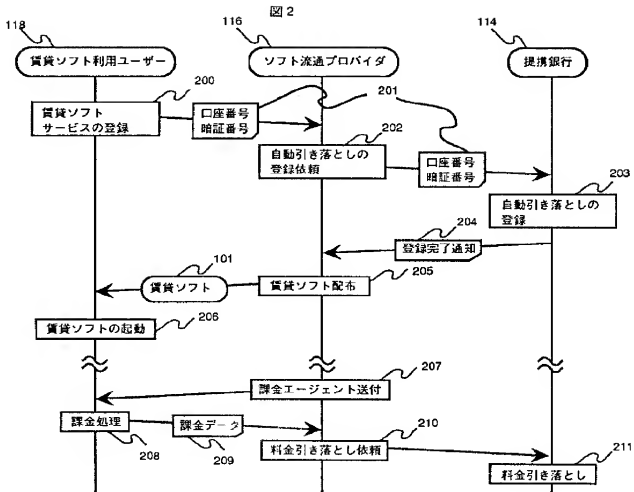 図2
118
116
114
賃貸ソフト利用ユーザー
ソフト流通プロバイダ
提携銀行
200
賃貸ソフト
サービスの登録
口座番号
暗証番号
201
202
自動引き落としの
登録依頼
口座番号
暗証番号
203
自動引き落としの
登録
204
登録完了通知
101
賃貸ソフト
賃貸ソフト配布
205
206
賃貸ソフトの起動
207
課金エージェント送付
課金処理
208
課金データ
209
210
料金引き落とし依頼
211
料金引き落とし